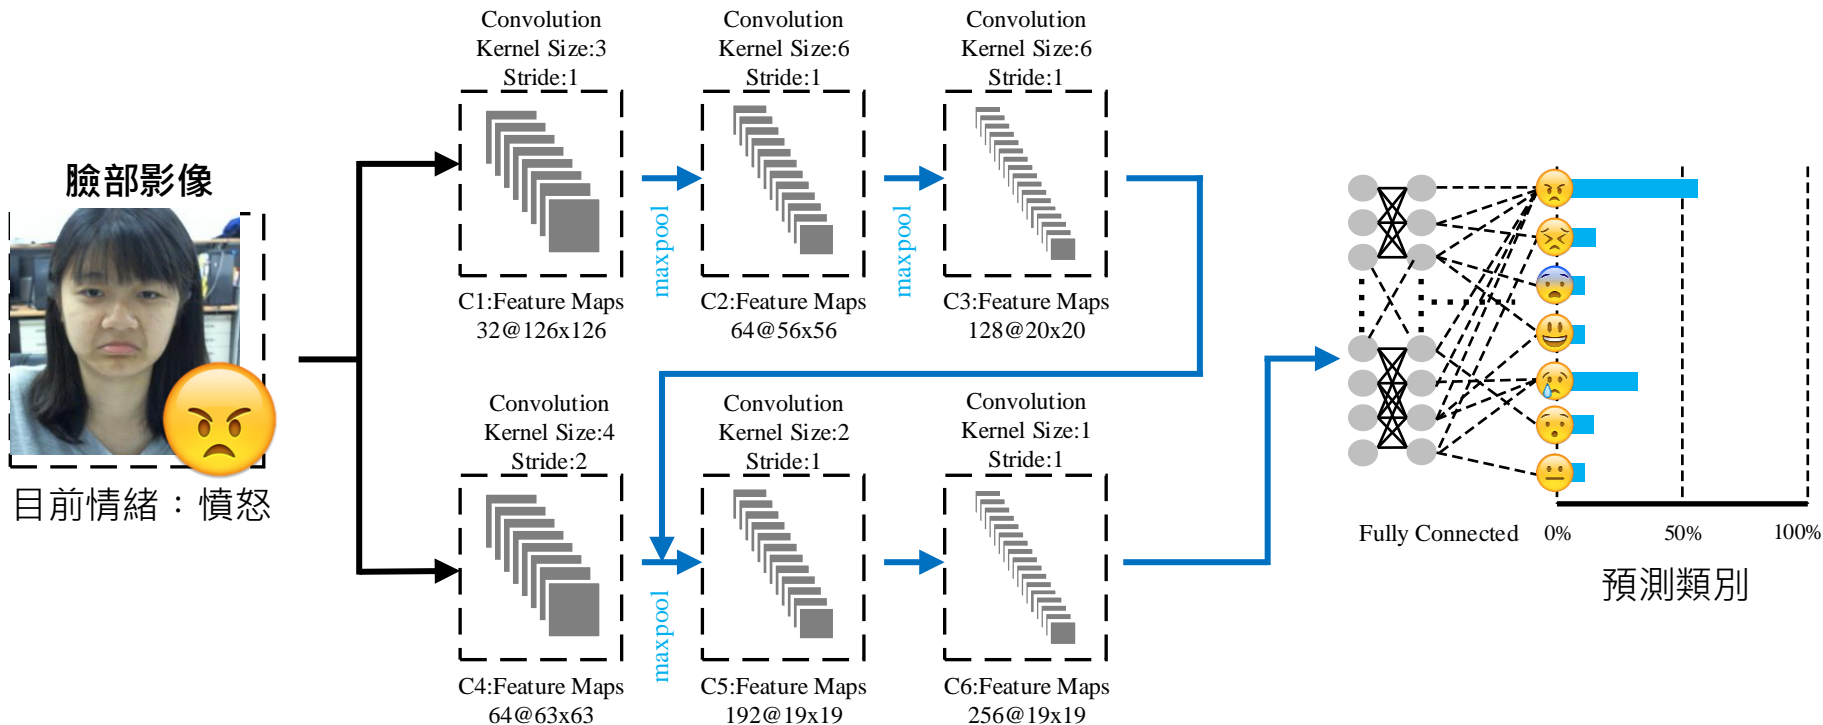 臉部影像
目前情緒：憤怒
Convolution
Kernel Size:3
Stride:1
C1:Feature Maps
32@126x126
maxpool
Convolution
Kernel Size:6
Stride:1
C2:Feature Maps
64@56x56
maxpool
Convolution
Kernel Size:6
Stride:1
C3:Feature Maps
128@20x20
Convolution
Kernel Size:4
Stride:2
C4:Feature Maps
64@63x63
maxpool
Convolution
Kernel Size:2
Stride:1
C5:Feature Maps
192@19x19
Convolution
Kernel Size:1
Stride:1
C6:Feature Maps
256@19x19
Fully Connected
0%
50%
100%
預測類別